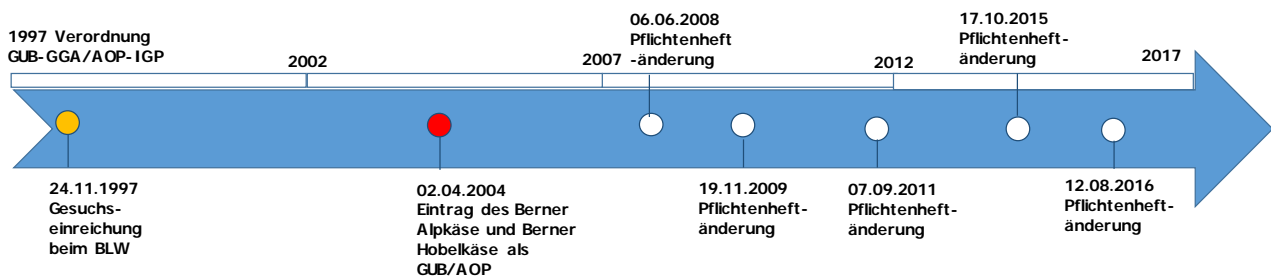 1997 Verordnung
GUB-GGA/AOP-IGP
2002
2007
06.06.2008
Pflichtenheft
-änderung
2012
17.10.2015
Pflichtenheft-
änderung
2017
24.11.1997
Gesuchs-
einreichung
beim BLW
02.04.2004
Eintrag des Berner
Alpkäse und Berner
Hobelkäse als
GUB/AOP
19.11.2009
Pflichtenheft-
änderung
07.09.2011
Pflichtenheft-
änderung
12.08.2016
Pflichtenheft-
änderung